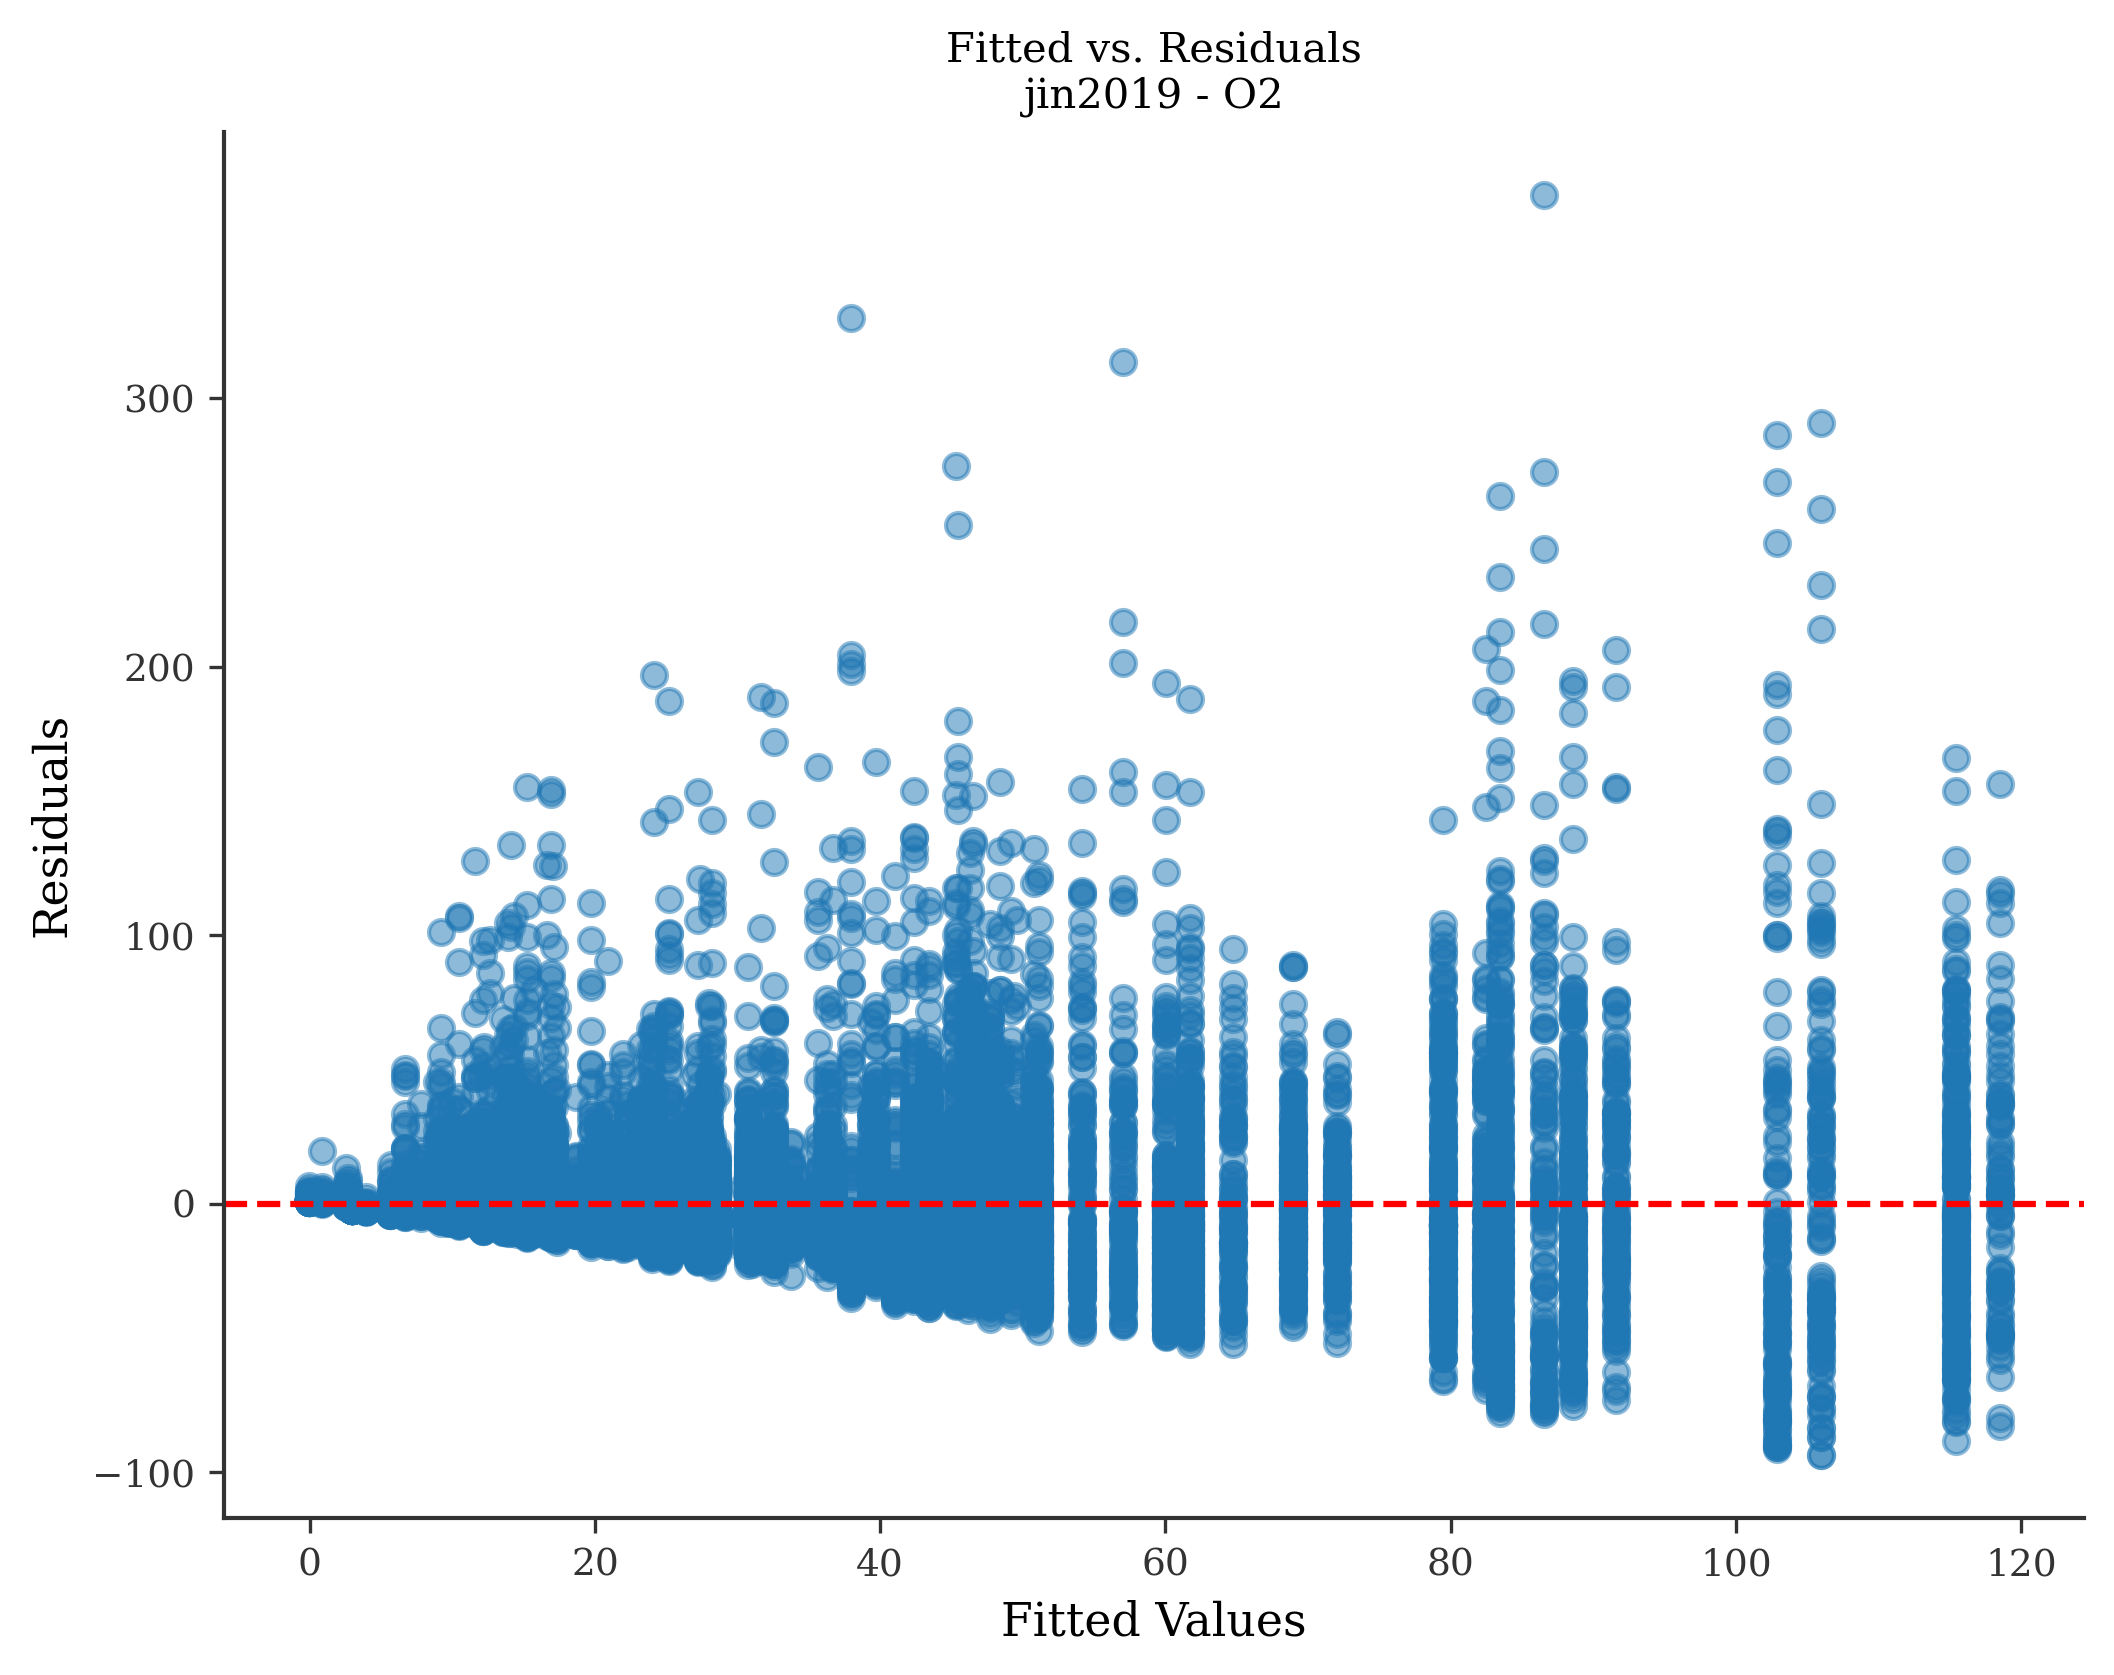 Fitted vs. Residuals
jin2019 - O2
Residuals
300
200
100
0
−100
0 20 40 60 80 100 120
Fitted Values